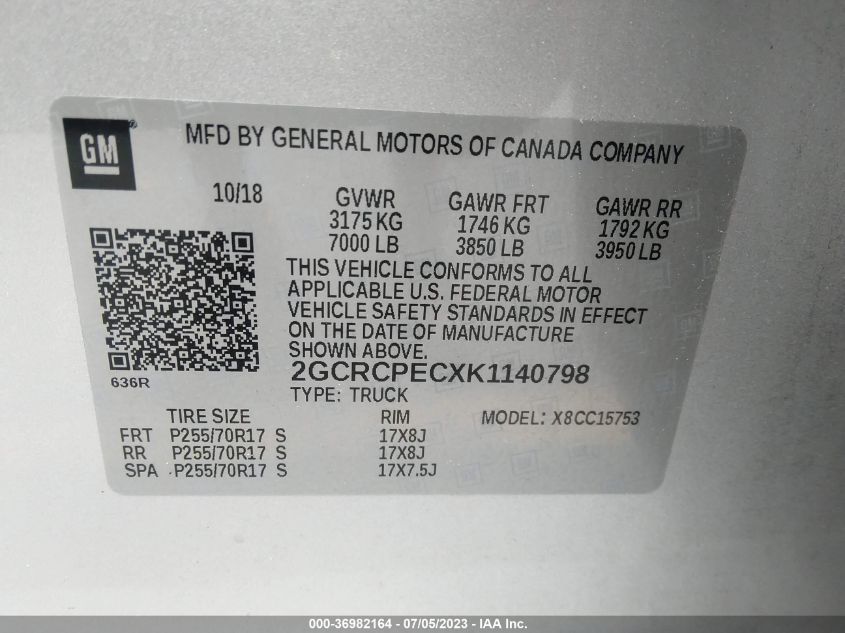 GM ®
MFD BY GENERAL MOTORS OF CANADA COMPANY
10/18 GVWR GAWR FRT GAWR RR
3175 KG 1746 KG 1792 KG
7000 LB 3850 LB 3950 LB
THIS VEHICLE CONFORMS TO ALL
APPLICABLE U.S. FEDERAL MOTOR
VEHICLE SAFETY STANDARDS IN EFFECT
ON THE DATE OF MANUFACTURE
SHOWN ABOVE.
636R
2GCRCPECXK1140798
TYPE: TRUCK
TIRE SIZE RIM MODEL: X8CC15753
FRT P255/70R17 S 17X8J
RR P255/70R17 S 17X8J
SPA P255/70R17 S 17X7.5J
000-36982164 - 07/05/2023 - IAA Inc.